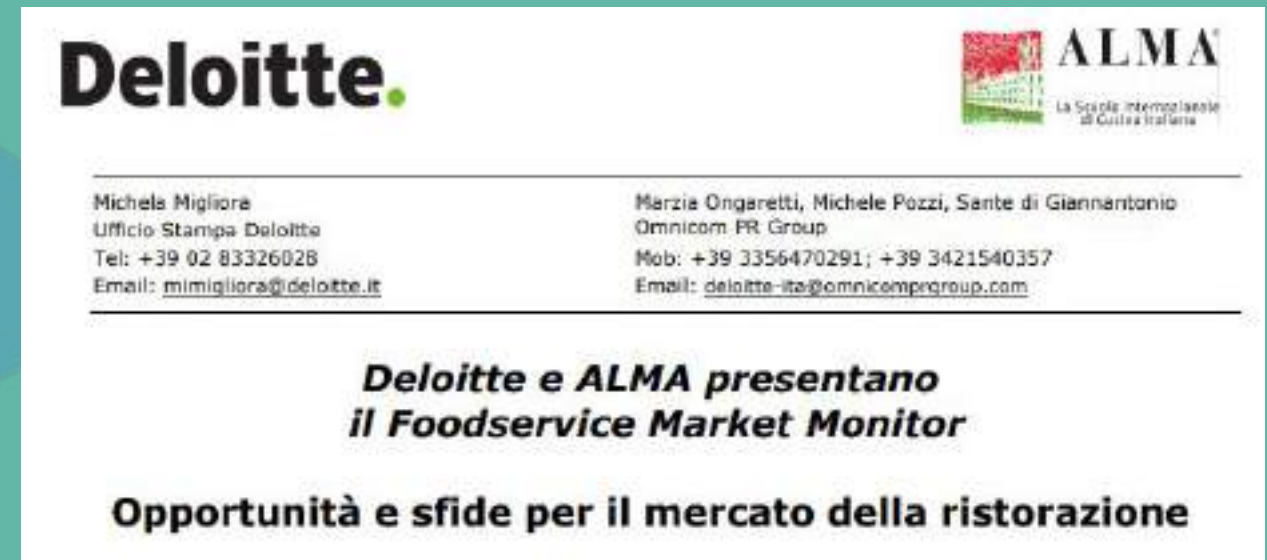 Deloitte.
ALMA
La Scuola Internazionale
di Cucina Italiana
Michela Migliora
Ufficio Stampa Deloitte
Tel: +39 02 83326028
Email: mimigliora@deloitte.it
Marzia Ongaretti, Michele Pozzi, Sante di Giannantonio
Omnicom PR Group
Mob: +39 3356470291; +39 3421540357
Email: deloitte-ita@omnicomprgroup.com
Deloitte e ALMA presentano
il Foodservice Market Monitor
Opportunità e sfide per il mercato della ristorazione